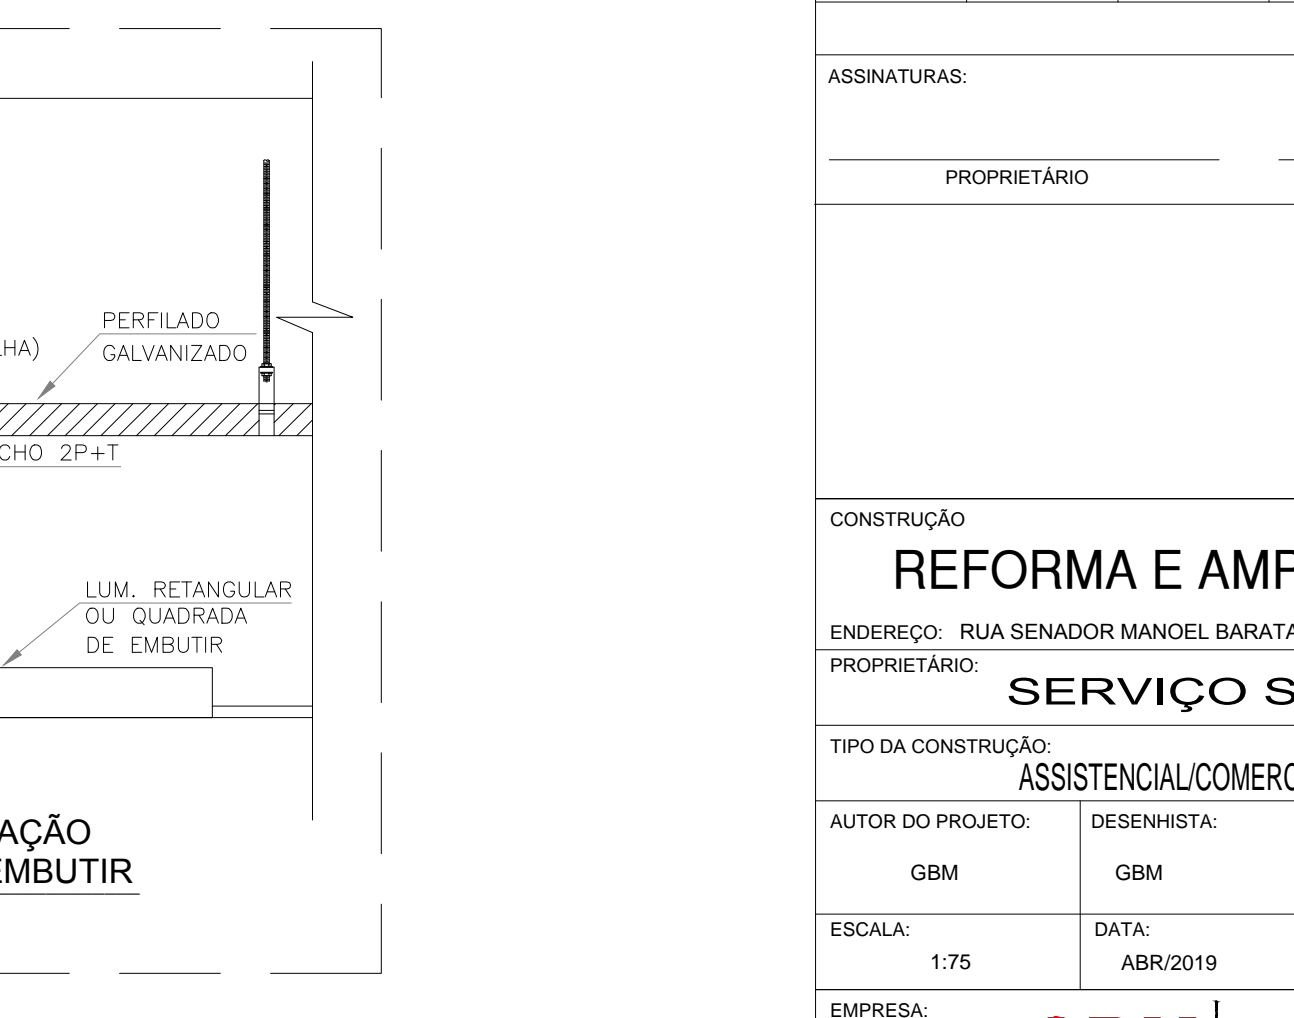 PERFILADO
GALVANIZADO
LHA)
CHO 2P+T
LUM. RETANGULAR
OU QUADRADA
DE EMBUTIR
AÇÃO
EMBUTIR
ASSINATURAS:
PROPRIETÁRIO
CONSTRUÇÃO
REFORMA E AMP
ENDEREÇO: RUA SENADOR MANOEL BARATA
PROPRIETÁRIO:
SERVIÇO S
TIPO DA CONSTRUÇÃO:
ASSISTENCIAL/COMERC
AUTOR DO PROJETO:
GBM
DESENHISTA:
GBM
ESCALA:
1:75
DATA:
ABR/2019
EMPRESA: